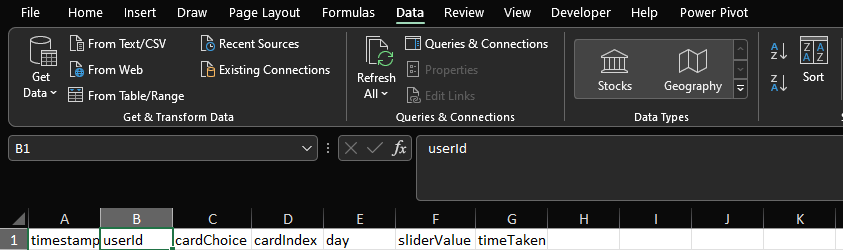 File Home Insert Draw Page Layout Formulas Data Review View Developer Help Power Pivot
Get Data
From Text/CSV
From Web
From Table/Range
Recent Sources
Existing Connections
Get & Transform Data
Refresh All
Queries & Connections
Properties
Edit Links
Queries & Connections
Stocks
Geography
Data Types
A Z
Z A
Z A A Z
Sort
B1
fx
userId
A B C D E F G H I J K
1 timestamp userId cardChoice cardIndex day sliderValue timeTaken